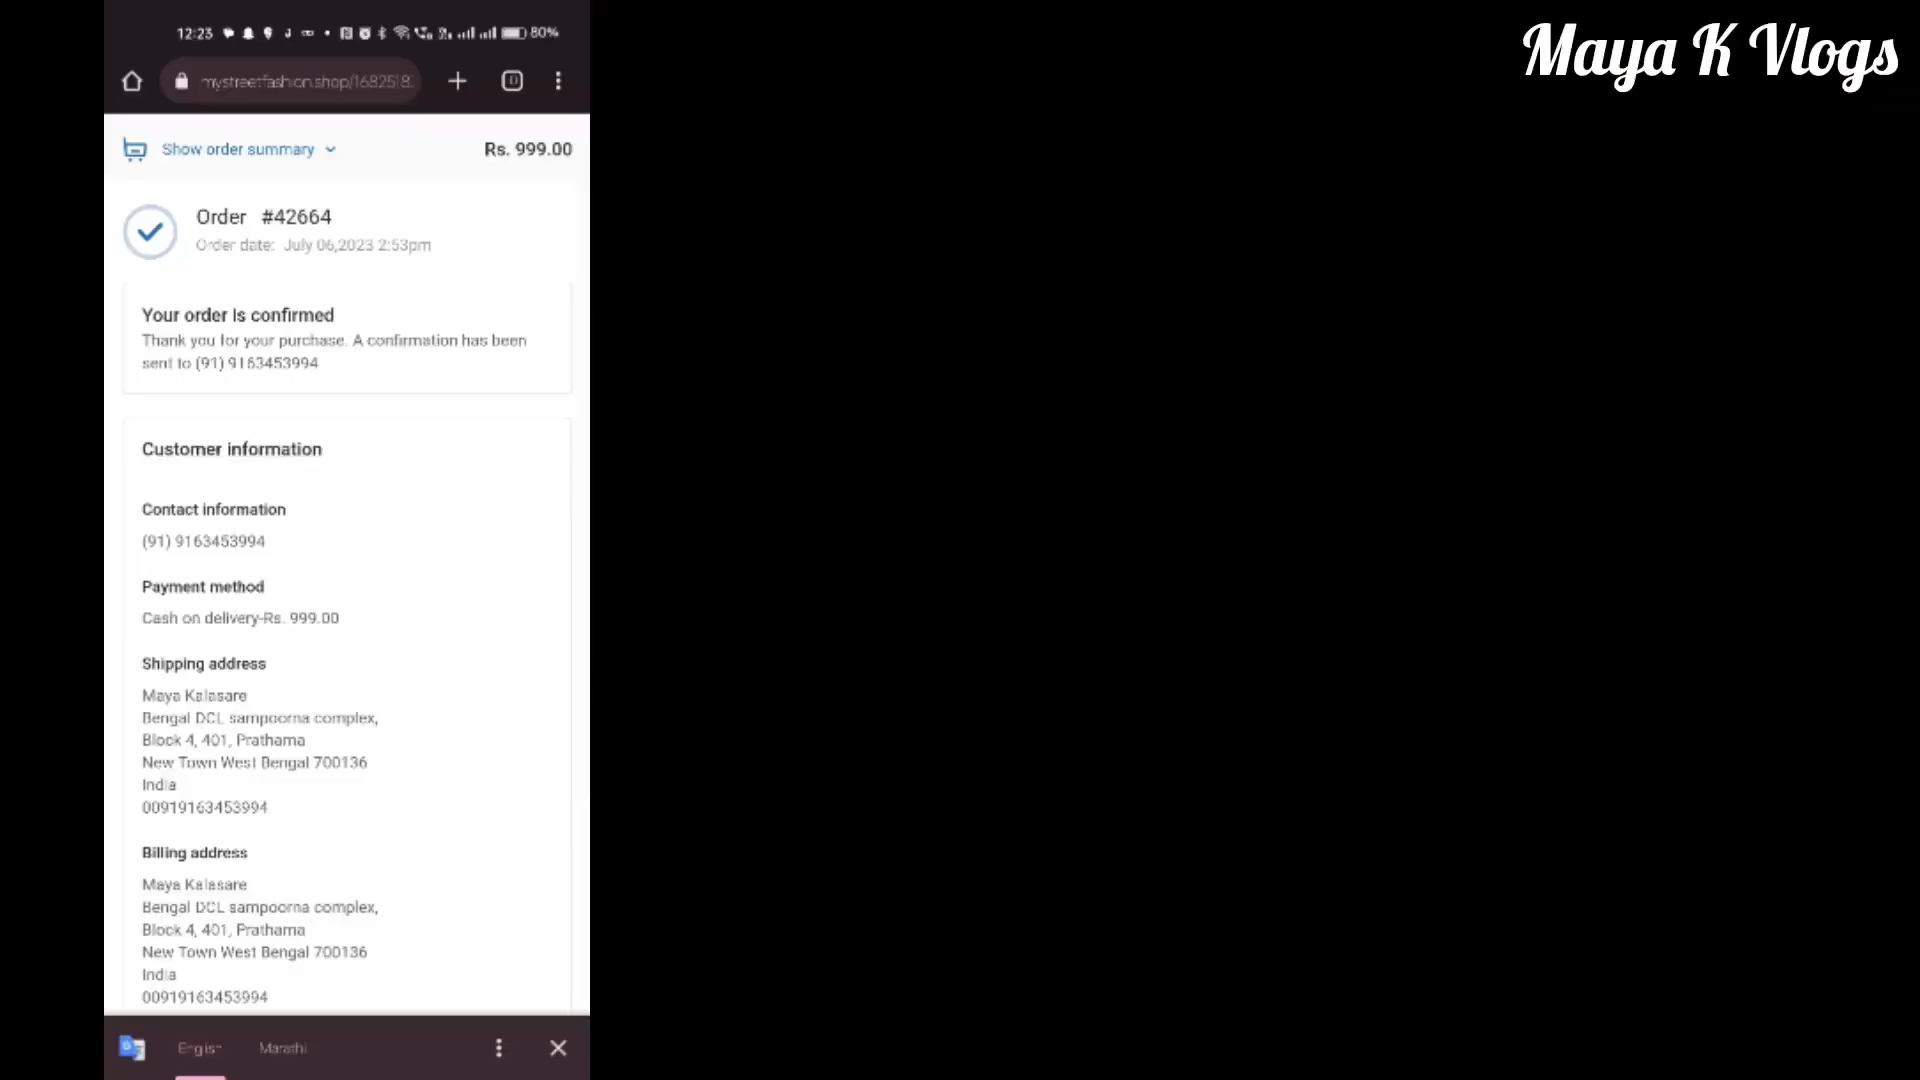 Maya K Vlogs
12:23 80%
mystreetfashion.shop/1682518
Show order summary Rs. 999.00
Order #42664
Order date: July 06,2023 2:53pm
Your order is confirmed
Thank you for your purchase. A confirmation has been
sent to (91) 9163453994
Customer information
Contact information
(91) 9163453994
Payment method
Cash on delivery-Rs. 999.00
Shipping address
Maya Kalasare
Bengal DCL sampoorna complex,
Block 4, 401, Prathama
New Town West Bengal 700136
India
00919163453994
Billing address
Maya Kalasare
Bengal DCL sampoorna complex,
Block 4, 401, Prathama
New Town West Bengal 700136
India
00919163453994
English Marathi